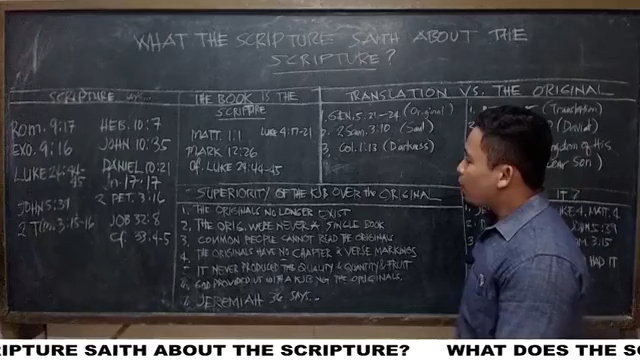 WHAT THE SCRIPTURE SAITH ABOUT THE
SCRIPTURE?
SCRIPTURE
Rom. 9:17
EXO. 9:16
LUKE 24:44-
45
JOHN 5:39
2 Tim. 3:15-16
HEB. 10:7
JOHN 10:35
DANIEL 10:21
Jn. 17:17
2 PET. 3:16
JOB 32:8
Cf. 33:4-5
THE BOOK IS THE
SCRIPTURE
MATT. 1:1
LUKE 4:17-21
MARK 12:26
Cf. LUKE 24:44-45
TRANSLATION VS. THE ORIGINAL
1. GEN. 5:21-24 (Original)
2. 2 Sam. 3:10 (Saul)
3. Col. 1:13 (Darkness)
(Translation)
(David)
Kingdom of His
Dear Son)
SUPERIORITY OF THE KJB OVER THE ORIGINAL
1. THE ORIGINALS NO LONGER EXIST
2. THE ORIG. WERE NEVER A SINGLE BOOK
3. COMMON PEOPLE CANNOT READ THE ORIGINALS
4. THE ORIGINALS HAVE NO CHAPTER & VERSE MARKINGS
5. IT NEVER PRODUCED THE QUALITY & QUANTITY & FRUIT
6. GOD PROVIDED US WITH A KJB THE ORIGINALS.
JEREMIAH 36 SAYS...
IT?
LUKE 4, MATT. 4
JOHN 5:39
3:15
HAD IT
RIPTURE SAITH ABOUT THE SCRIPTURE? WHAT DOES THE SC